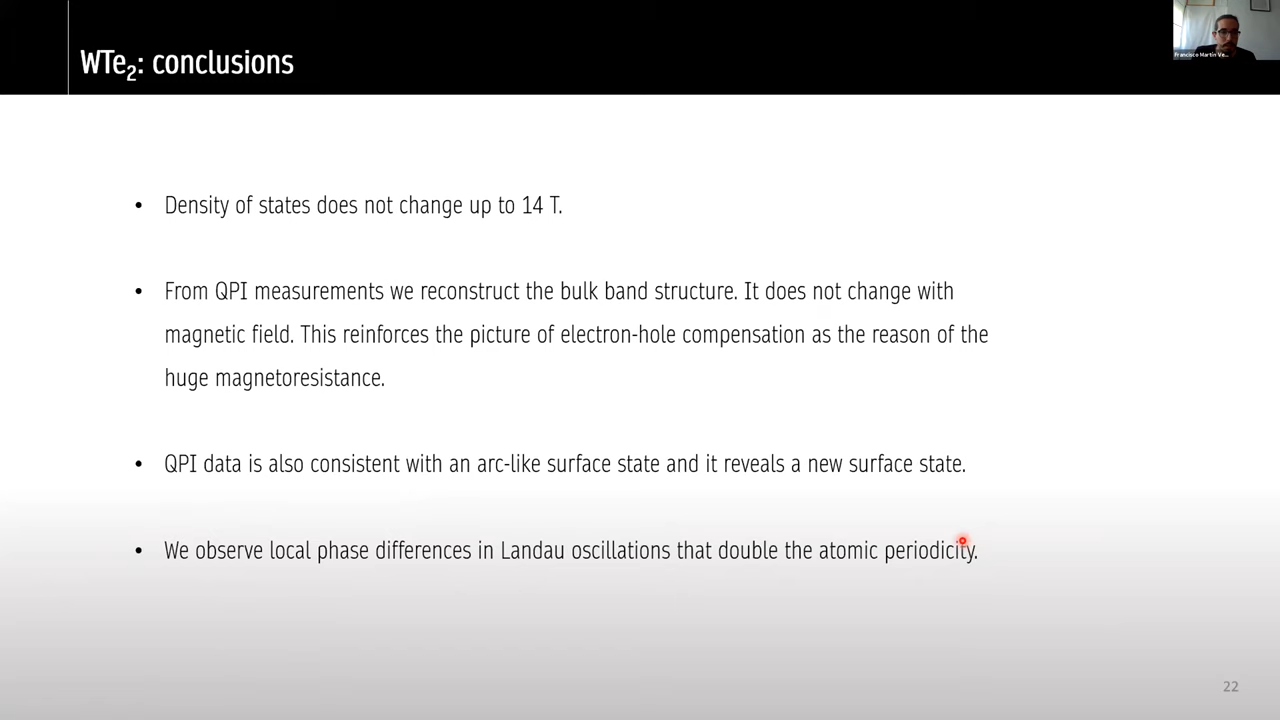 WTe₂: conclusions
Francisco Martín Ve...
• Density of states does not change up to 14 T.
• From QPI measurements we reconstruct the bulk band structure. It does not change with
magnetic field. This reinforces the picture of electron-hole compensation as the reason of the
huge magnetoresistance.
• QPI data is also consistent with an arc-like surface state and it reveals a new surface state.
• We observe local phase differences in Landau oscillations that double the atomic periodicity.
22